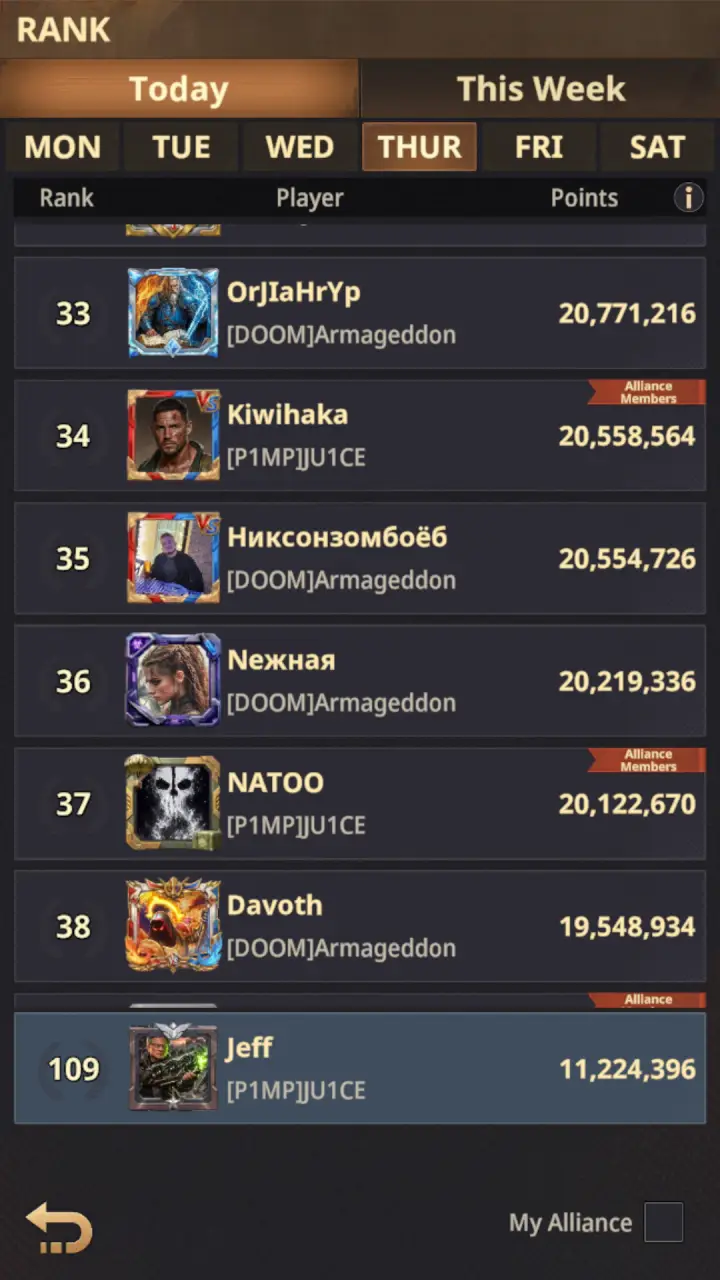 RANK
Today
This Week
MON
TUE
WED
THUR
FRI
SAT
Rank
Player
Points
33
OrJIaHrYp
[DOOM]Armageddon
20,771,216
Alliance
Members
34
Kiwihaka
[P1MP]JU1CE
20,558,564
35
Никсонзомбоёб
[DOOM]Armageddon
20,554,726
36
Neжная
[DOOM]Armageddon
20,219,336
Alliance
Members
37
NATOO
[P1MP]JU1CE
20,122,670
38
Davoth
[DOOM]Armageddon
19,548,934
Alliance
109
Jeff
[P1MP]JU1CE
11,224,396
My Alliance